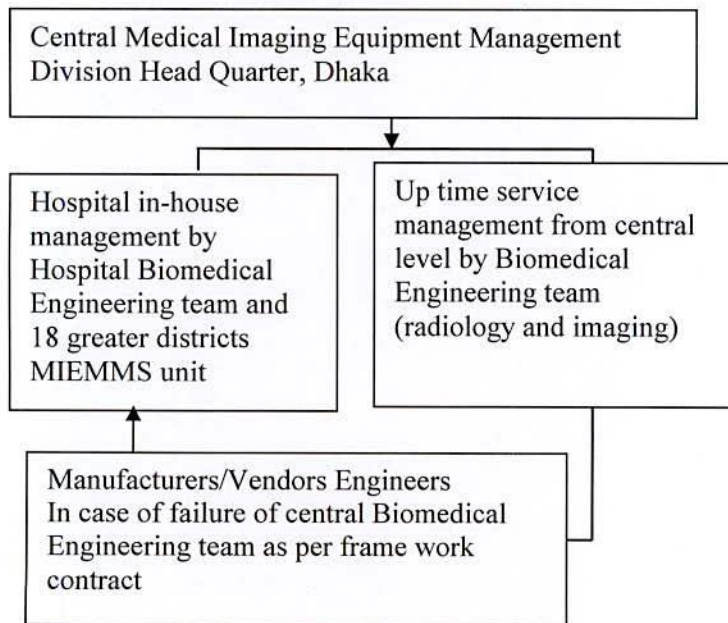 Central Medical Imaging Equipment Management
Division Head Quarter, Dhaka
Hospital in-house
management by
Hospital Biomedical
Engineering team and
18 greater districts
MIEMMS unit
Up time service
management from central
level by Biomedical
Engineering team
(radiology and imaging)
Manufacturers/Vendors Engineers
In case of failure of central Biomedical
Engineering team as per frame work
contract